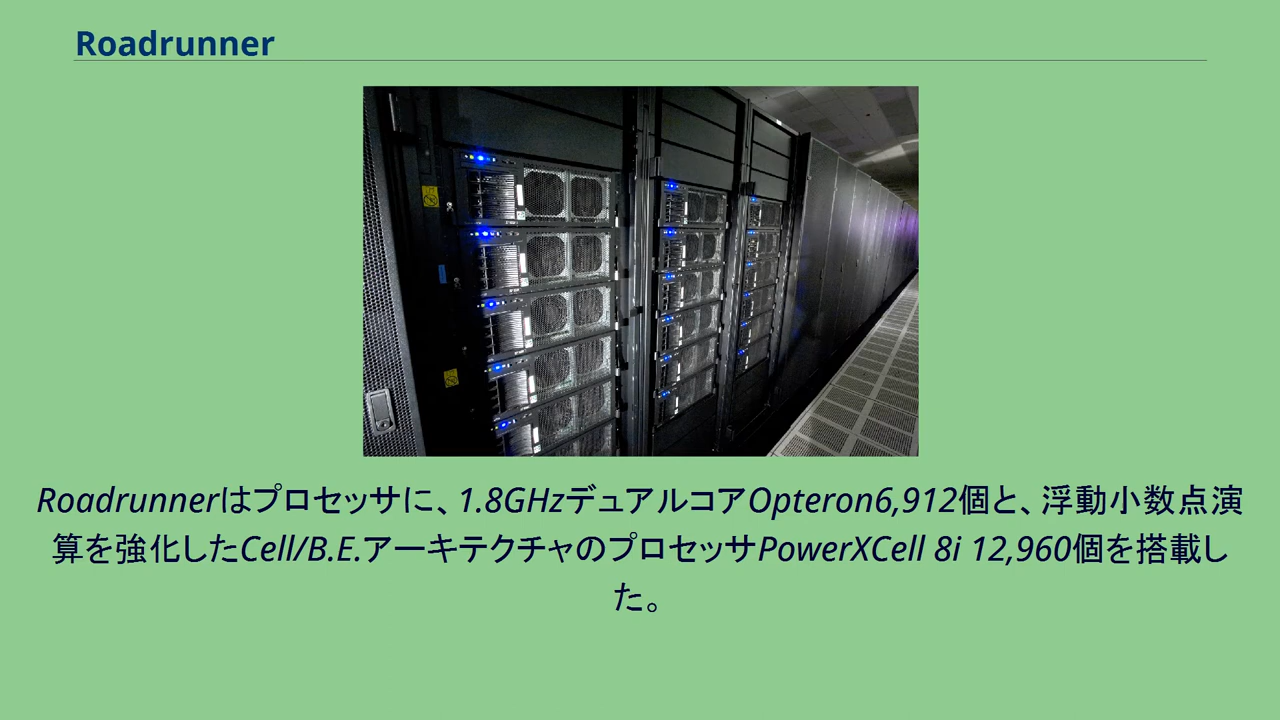 Roadrunner
Roadrunnerはプロセッサに、1.8GHzデュアルコアOpteron6,912個と、浮動小数点演
算を強化したCell/B.E.アーキテクチャのプロセッサPowerXCell 8i 12,960個を搭載し
た。